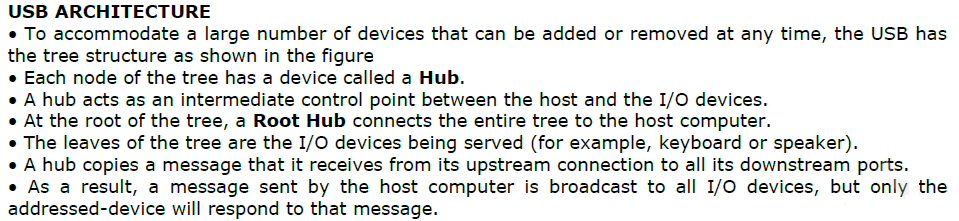 USB ARCHITECTURE
• To accommodate a large number of devices that can be added or removed at any time, the USB has
the tree structure as shown in the figure
• Each node of the tree has a device called a Hub.
• A hub acts as an intermediate control point between the host and the I/O devices.
• At the root of the tree, a Root Hub connects the entire tree to the host computer.
• The leaves of the tree are the I/O devices being served (for example, keyboard or speaker).
• A hub copies a message that it receives from its upstream connection to all its downstream ports.
• As a result, a message sent by the host computer is broadcast to all I/O devices, but only the
addressed-device will respond to that message.